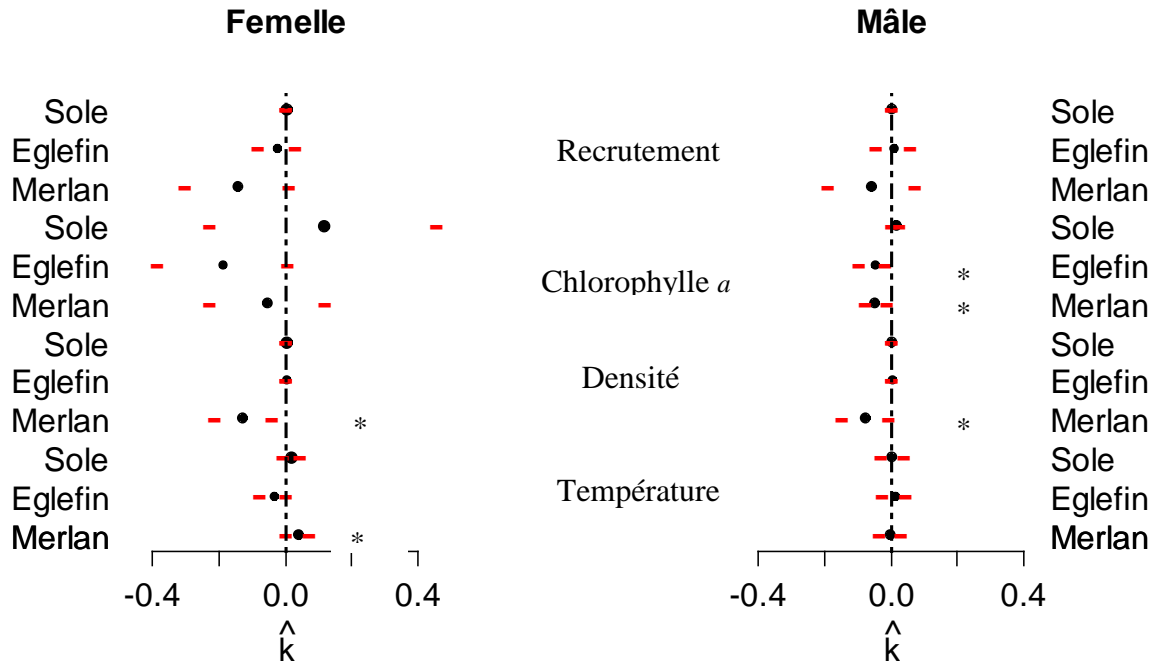 Femelle Mâle
Sole Sole
Eglefin Recrutement Eglefin
Merlan Merlan
Sole Sole
Eglefin * Eglefin
Chlorophylle a
Merlan * Merlan
Sole Sole
Eglefin Densité Eglefin
Merlan * * Merlan
Sole Sole
Eglefin Température Eglefin
Merlan * Merlan
-0.4 0.0 0.4 -0.4 0.0 0.4
k̂ k̂